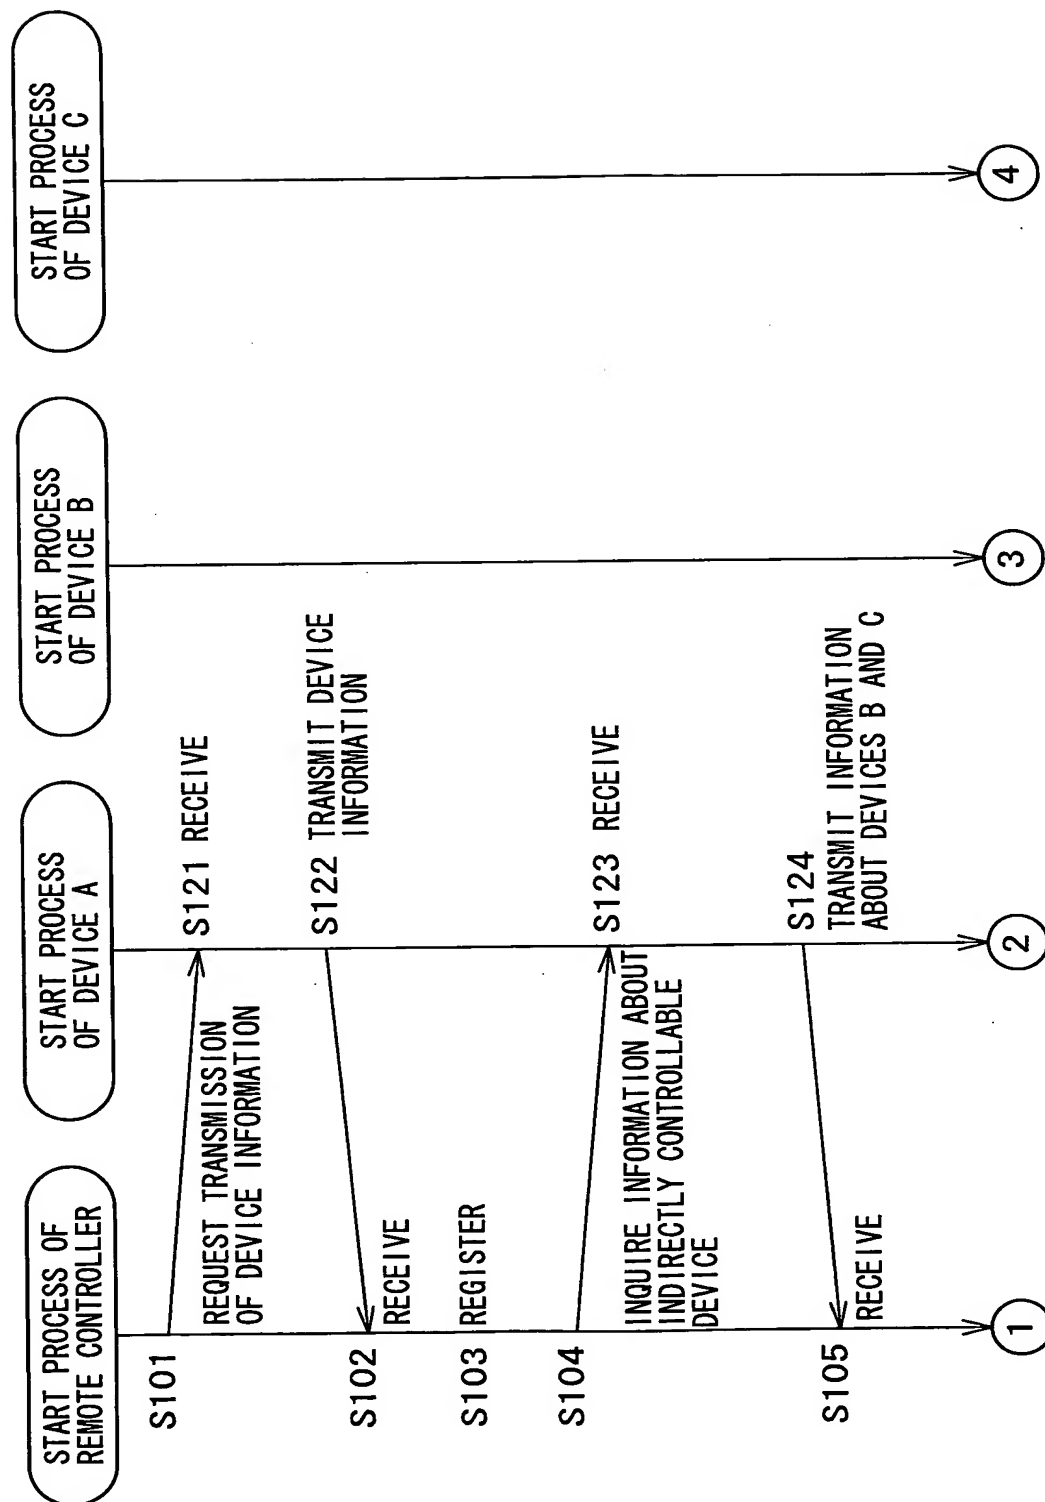 START PROCESS OF
REMOTE CONTROLLER
START PROCESS
OF DEVICE A
START PROCESS
OF DEVICE B
START PROCESS
OF DEVICE C
S101
REQUEST TRANSMISSION
OF DEVICE INFORMATION
S121 RECEIVE
S122 TRANSMIT DEVICE
INFORMATION
S102
RECEIVE
S103
REGISTER
S104
INQUIRE INFORMATION ABOUT
INDIRECTLY CONTROLLABLE
DEVICE
S123 RECEIVE
S124
TRANSMIT INFORMATION
ABOUT DEVICES B AND C
S105
RECEIVE
1
2
3
4